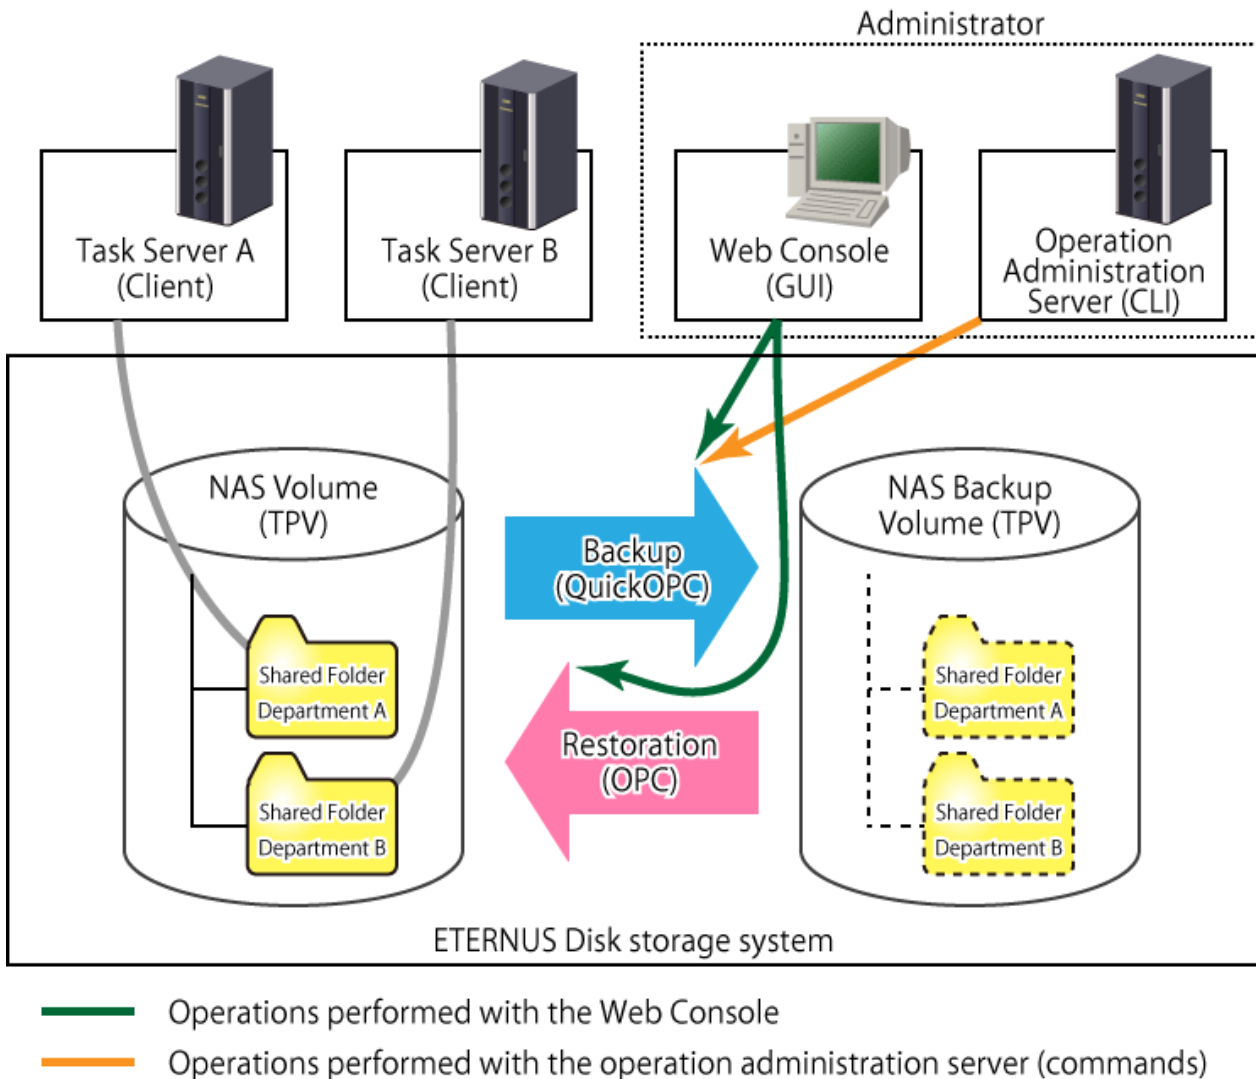 Administrator
Task Server A
(Client)
Task Server B
(Client)
Web Console
(GUI)
Operation
Administration
Server (CLI)
NAS Volume
(TPV)
Backup
(QuickOPC)
NAS Backup
Volume (TPV)
Shared Folder
Department A
Shared Folder
Department B
Restoration
(OPC)
Shared Folder
Department A
Shared Folder
Department B
ETERNUS Disk storage system
Operations performed with the Web Console
Operations performed with the operation administration server (commands)